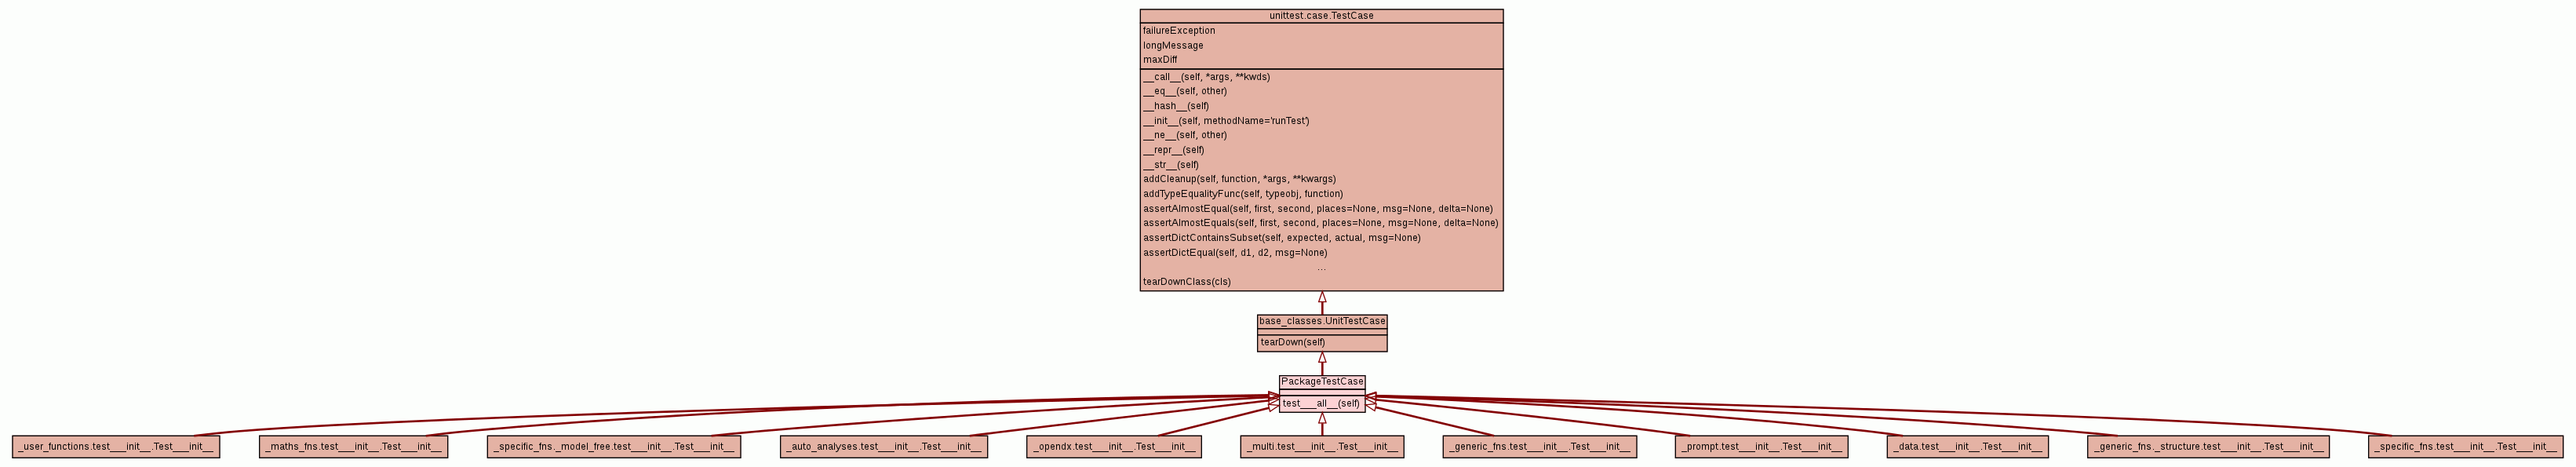 unittest.case.TestCase
failureException
longMessage
maxDiff
__call__(self, *args, **kwds)
__eq__(self, other)
__hash__(self)
__init__(self, methodName='runTest')
__ne__(self, other)
__repr__(self)
__str__(self)
addCleanup(self, function, *args, **kwargs)
addTypeEqualityFunc(self, typeobj, function)
assertAlmostEqual(self, first, second, places=None, msg=None, delta=None)
assertAlmostEquals(self, first, second, places=None, msg=None, delta=None)
assertDictContainsSubset(self, expected, actual, msg=None)
assertDictEqual(self, d1, d2, msg=None)
...
tearDownClass(cls)
base_classes.UnitTestCase
tearDown(self)
PackageTestCase
test___all__(self)
_user_functions.test___init__.Test___init__
_maths_fns.test___init__.Test___init__
_specific_fns._model_free.test___init__.Test___init__
_auto_analyses.test___init__.Test___init__
_opendx.test___init__.Test___init__
_multi.test___init__.Test___init__
_generic_fns.test___init__.Test___init__
_prompt.test___init__.Test___init__
_data.test___init__.Test___init__
_generic_fns._structure.test___init__.Test___init__
_specific_fns.test___init__.Test___init__